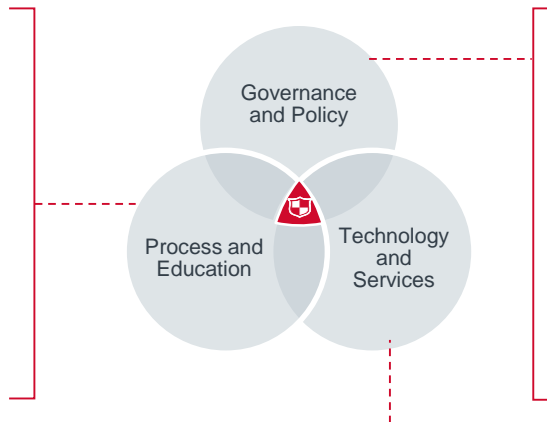 Governance
and Policy
Process and
Education
Technology
and
Services